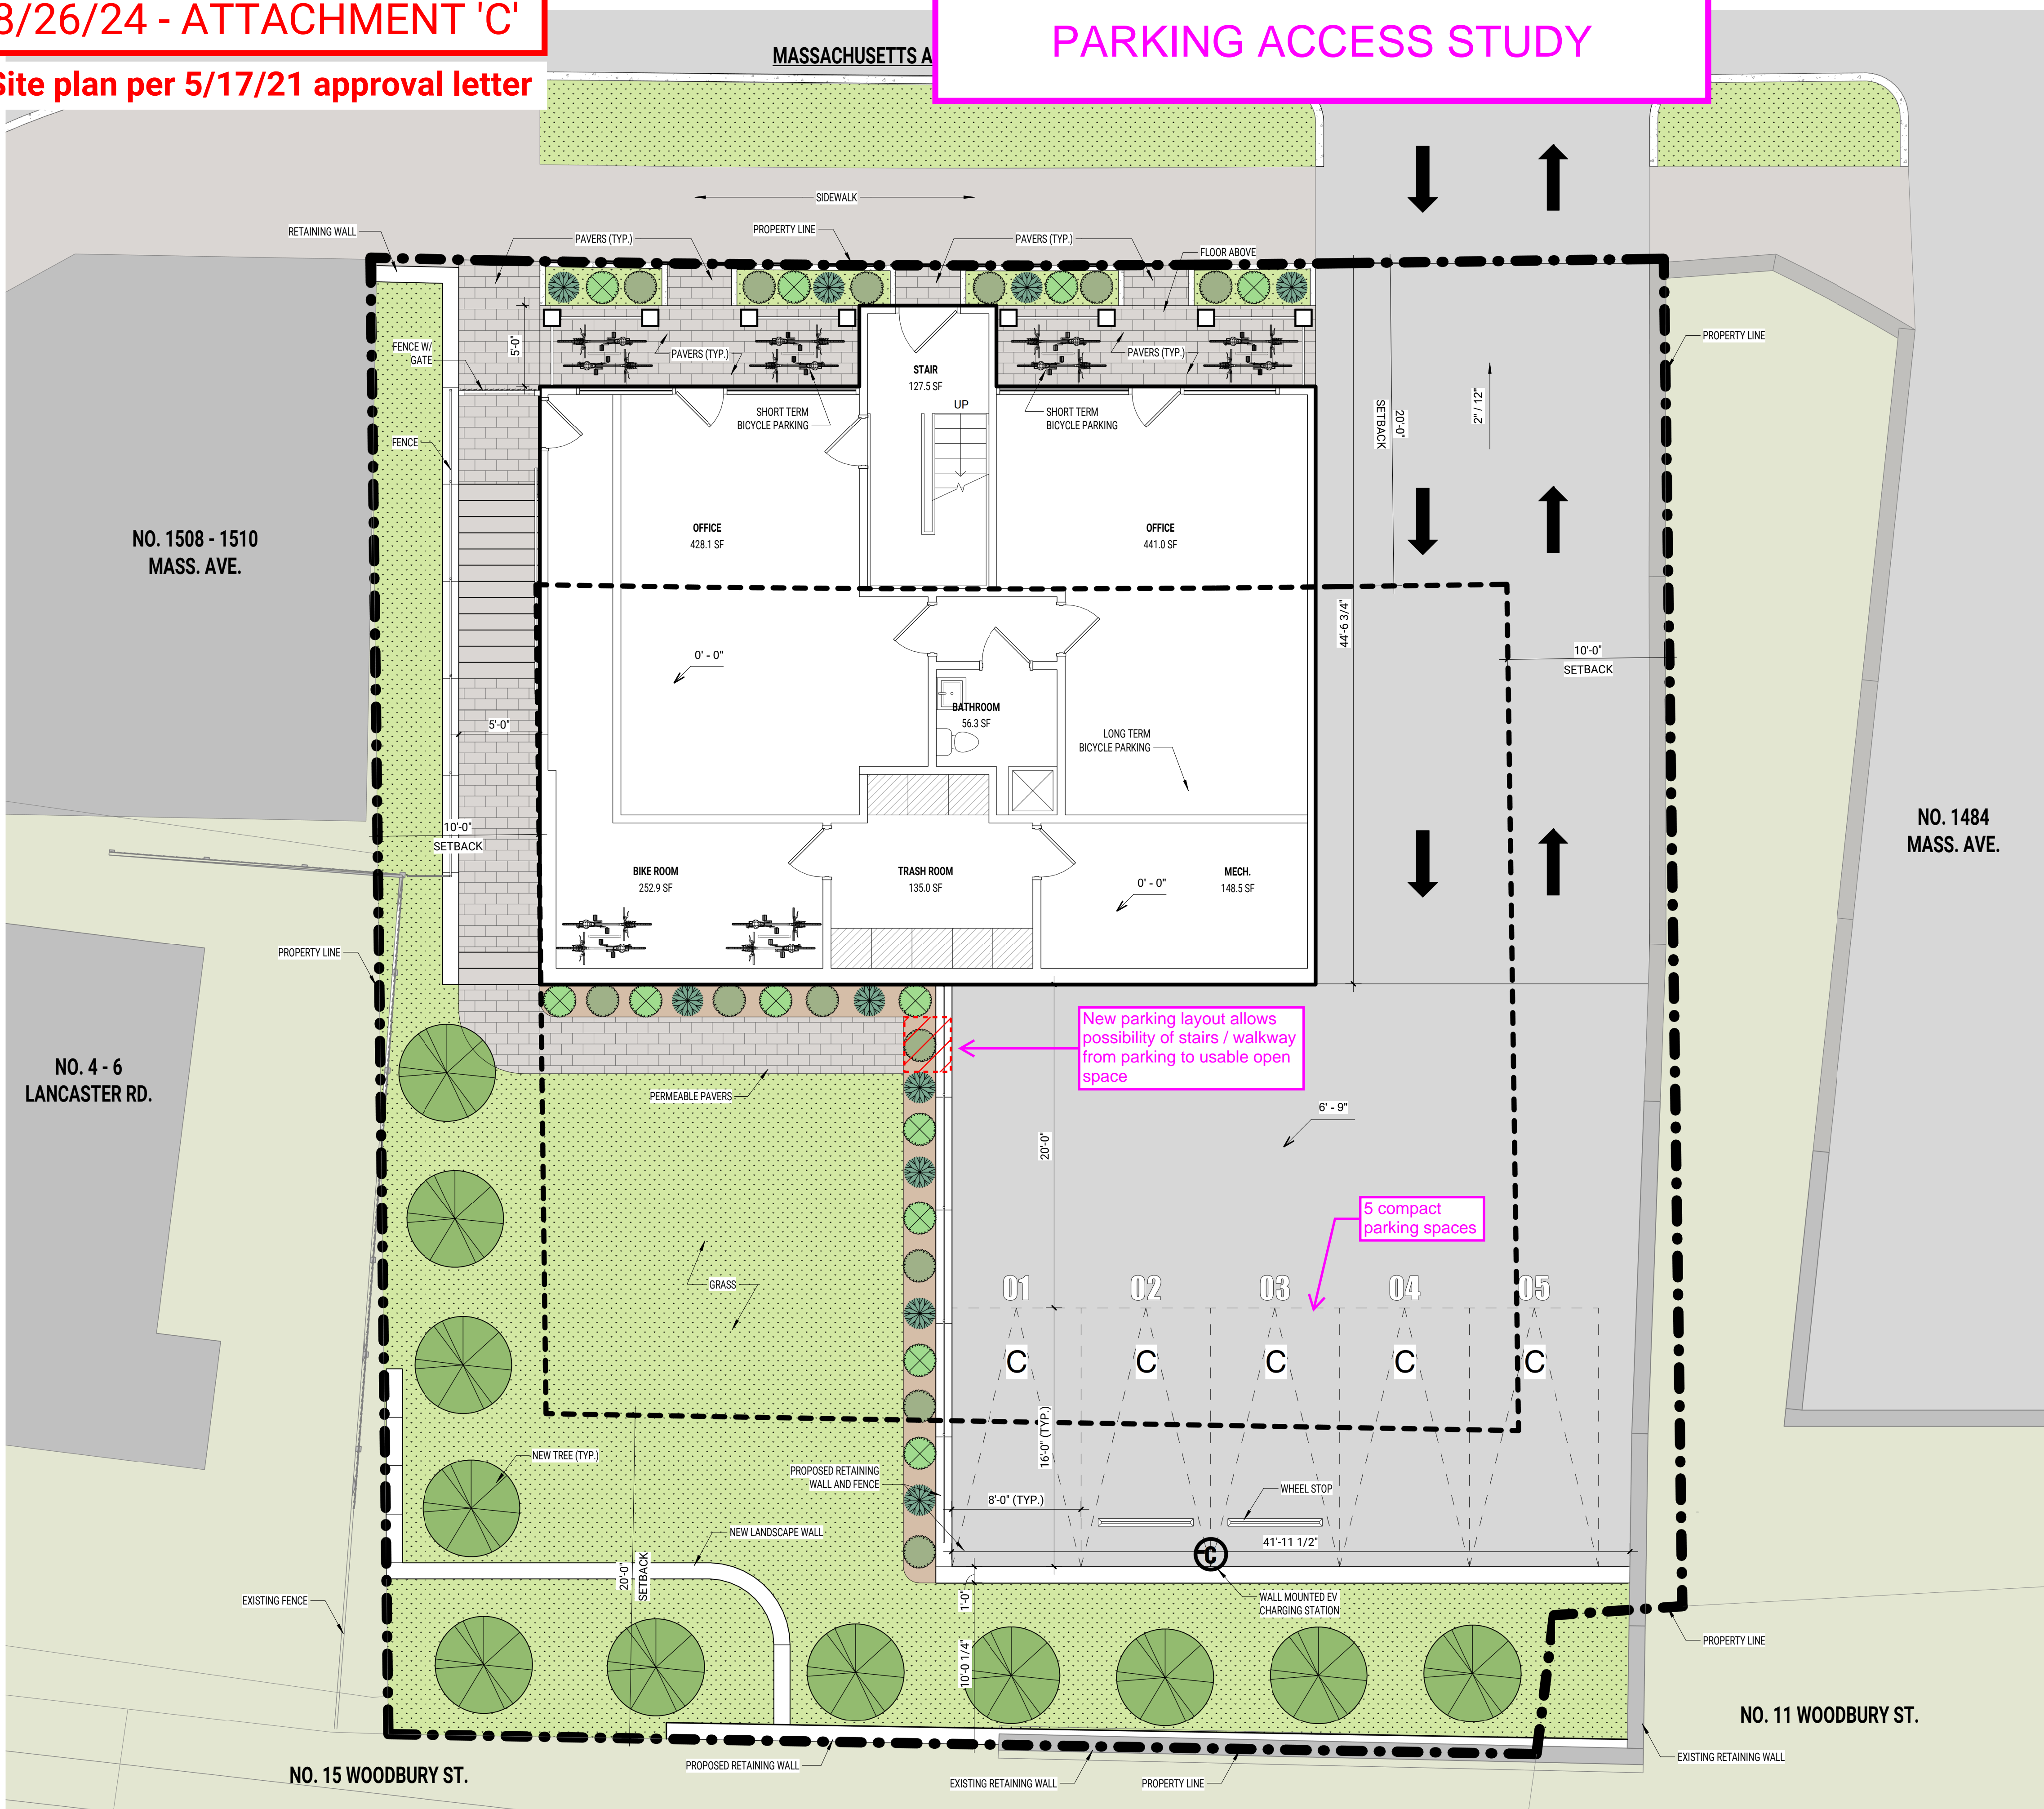 8/26/24 - ATTACHMENT 'C'
Site plan per 5/17/21 approval letter
MASSACHUSETTS A
PARKING ACCESS STUDY
SIDEWALK
RETAINING WALL
PAVERS (TYP.)
PROPERTY LINE
PAVERS (TYP.)
FLOOR ABOVE
PROPERTY LINE
FENCE W/
GATE
5'-0"
PAVERS (TYP.)
PAVERS (TYP.)
STAIR
127.5 SF
UP
SHORT TERM
BICYCLE PARKING
SHORT TERM
BICYCLE PARKING
20'-0"
SETBACK
2" / 12"
FENCE
NO. 1508 - 1510
MASS. AVE.
OFFICE
428.1 SF
OFFICE
441.0 SF
44'-6 3/4"
10'-0"
SETBACK
0' - 0"
5'-0"
BATHROOM
56.3 SF
LONG TERM
BICYCLE PARKING
10'-0"
SETBACK
NO. 1484
MASS. AVE.
BIKE ROOM
252.9 SF
TRASH ROOM
135.0 SF
MECH.
148.5 SF
0' - 0"
PROPERTY LINE
New parking layout allows
possibility of stairs / walkway
from parking to usable open
space
NO. 4 - 6
LANCASTER RD.
PERMEABLE PAVERS
6' - 9"
20'-0"
5 compact
parking spaces
GRASS
01 02 03 04 05
C C C C C
16'-0" (TYP.)
NEW TREE (TYP.)
PROPOSED RETAINING
WALL AND FENCE
8'-0" (TYP.)
WHEEL STOP
NEW LANDSCAPE WALL
41'-11 1/2"
C
20'-0"
SETBACK
EXISTING FENCE
1'-0"
WALL MOUNTED EV
CHARGING STATION
10'-0 1/4"
PROPERTY LINE
NO. 11 WOODBURY ST.
EXISTING RETAINING WALL
PROPOSED RETAINING WALL
NO. 15 WOODBURY ST.
EXISTING RETAINING WALL
PROPERTY LINE